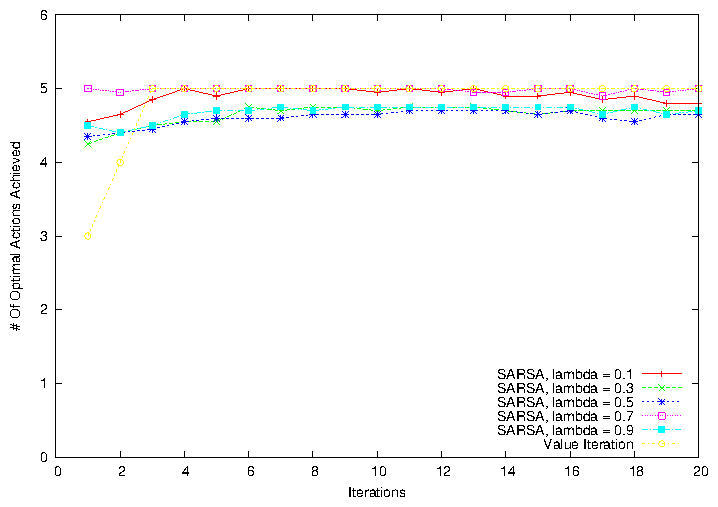 6
5
4
3
2
1
0
# Of Optimal Actions Achieved
SARSA, lambda = 0.1
SARSA, lambda = 0.3
SARSA, lambda = 0.5
SARSA, lambda = 0.7
SARSA, lambda = 0.9
Value Iteration
0 2 4 6 8 10 12 14 16 18 20
Iterations